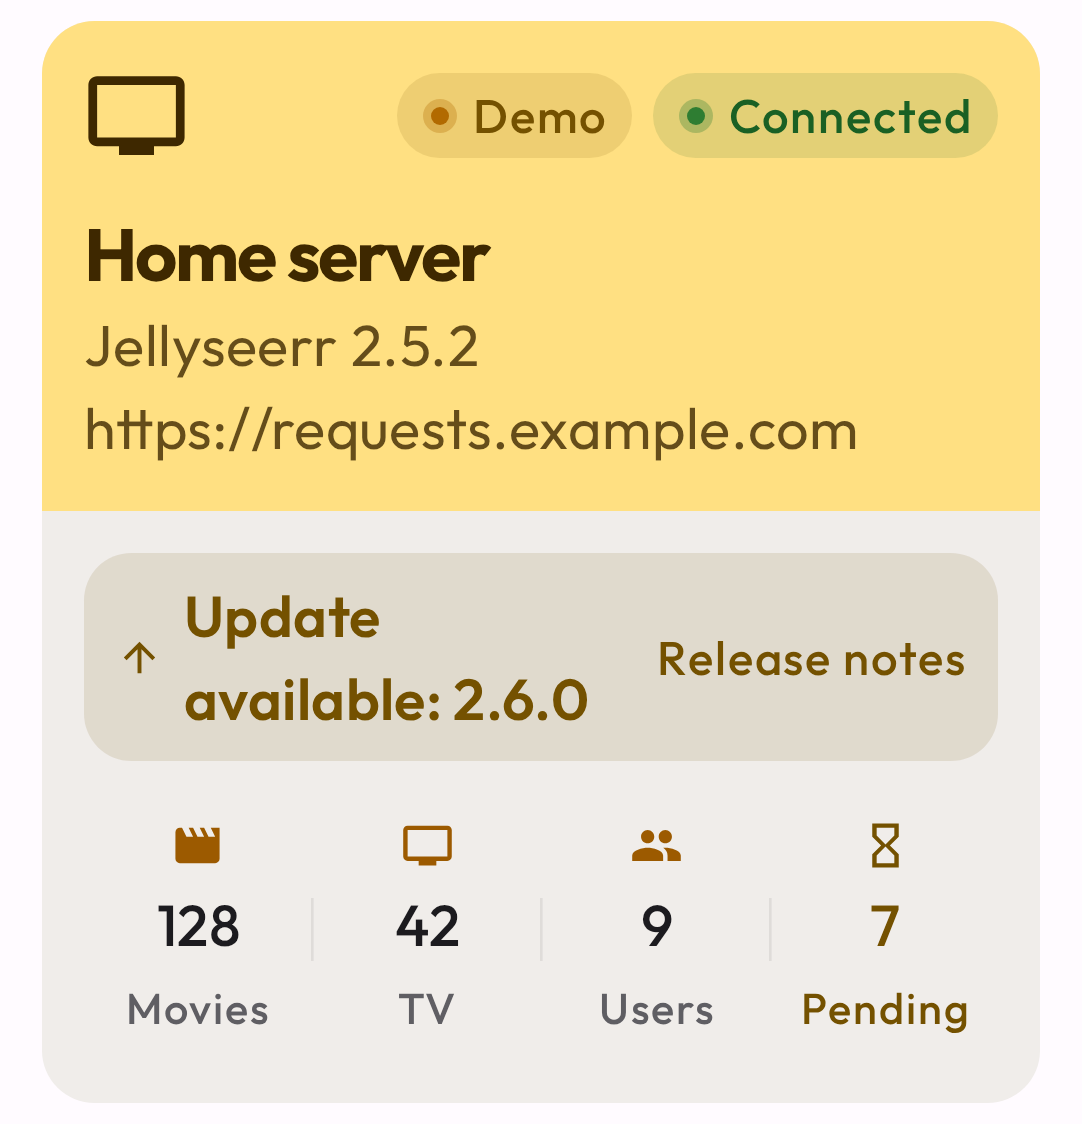 Demo
Connected
Home server
Jellyseerr 2.5.2
https://requests.example.com
Update
available: 2.6.0
Release notes
128
42
9
7
Movies
TV
Users
Pending